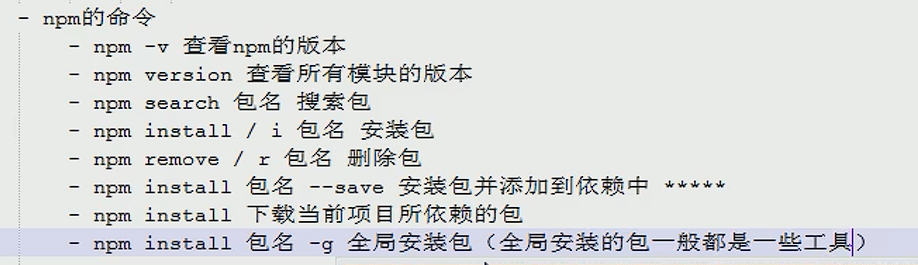 - npm的命令
- npm -v 查看npm的版本
- npm version 查看所有模块的版本
- npm search 包名 搜索包
- npm install / i 包名 安装包
- npm remove / r 包名 删除包
- npm install 包名 --save 安装包并添加到依赖中 *****
- npm install 下载当前项目所依赖的包
- npm install 包名 -g 全局安装包（全局安装的包一般都是一些工具）